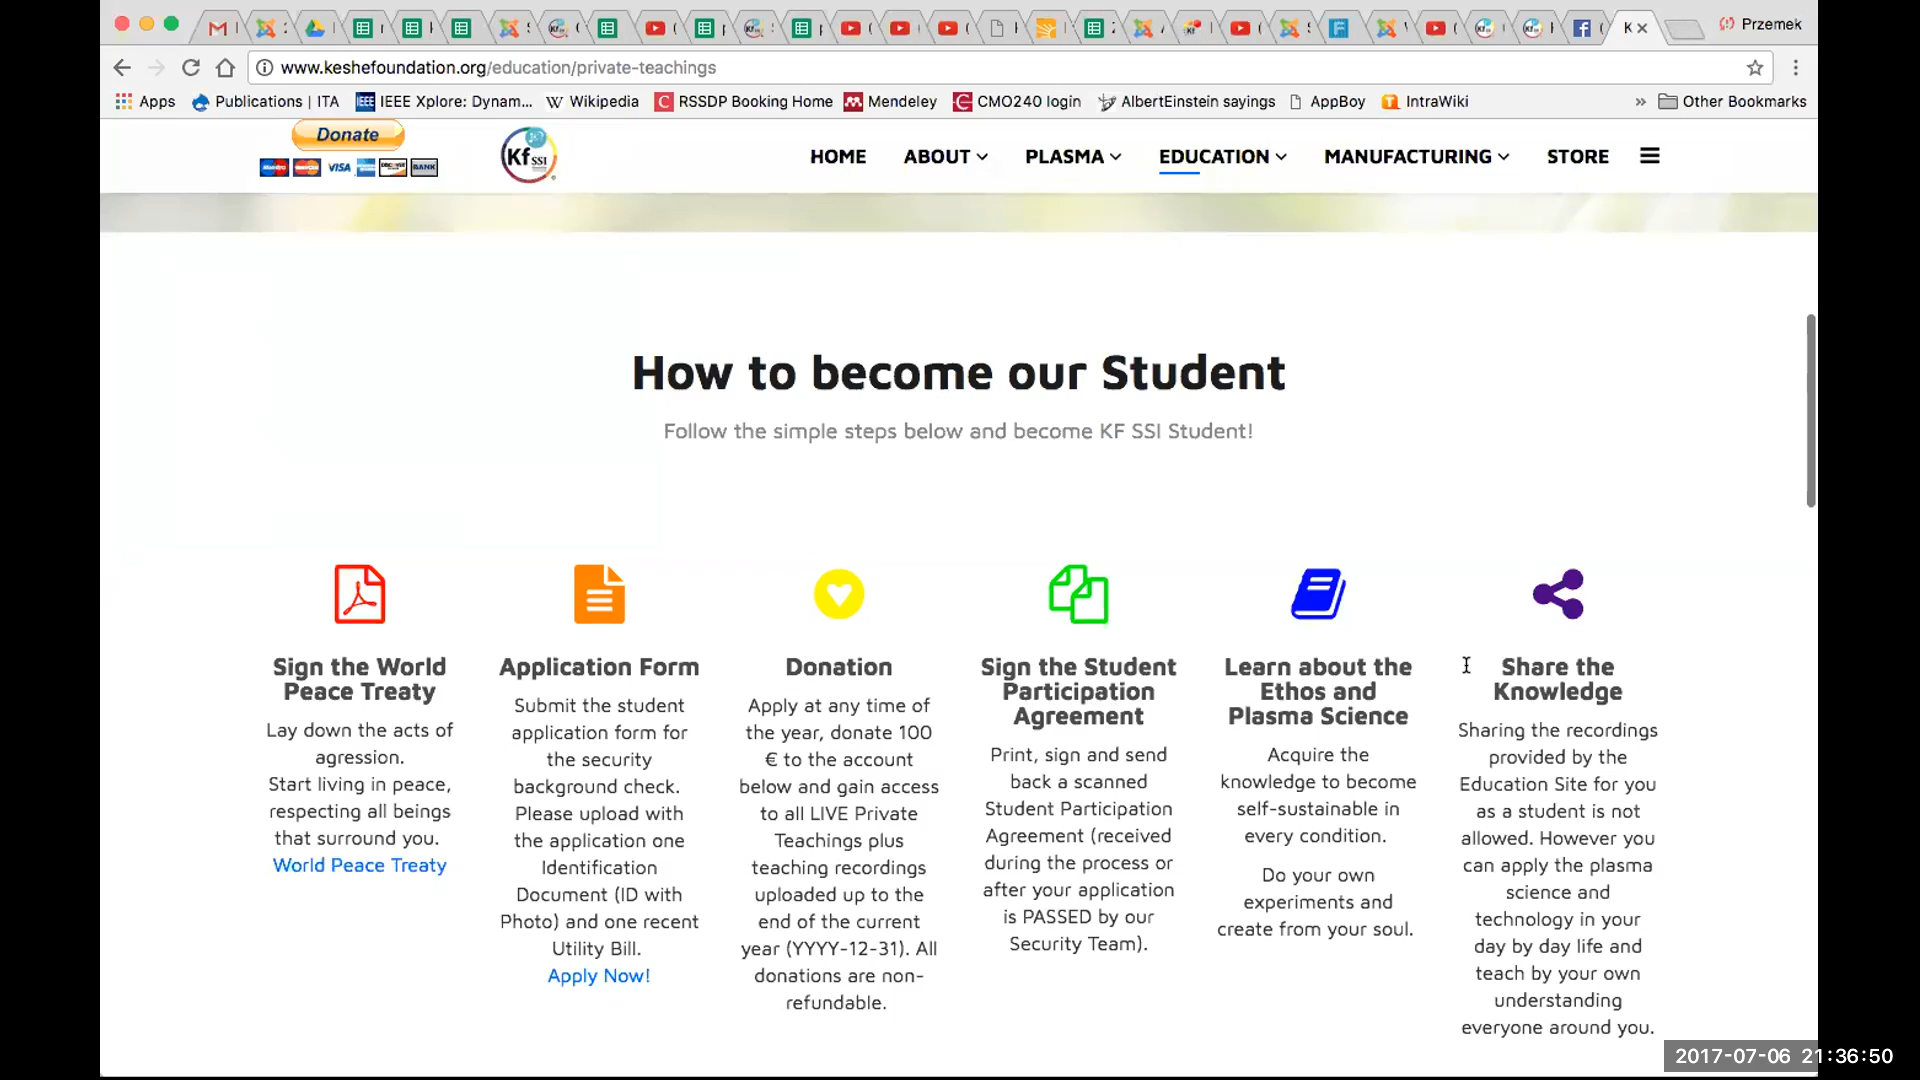 Przemek
www.keshefoundation.org/education/private-teachings
Apps Publications | ITA IEEE Xplore: Dynam... Wikipedia RSSDP Booking Home Mendeley CMO240 login AlbertEinstein sayings AppBoy IntraWiki » Other Bookmarks
Donate
VISA BANK
Kf SSI
HOME ABOUT PLASMA EDUCATION MANUFACTURING STORE
How to become our Student
Follow the simple steps below and become KF SSI Student!
Sign the World
Peace Treaty
Lay down the acts of
agression.
Start living in peace,
respecting all beings
that surround you.
World Peace Treaty
Application Form
Submit the student
application form for
the security
background check.
Please upload with
the application one
Identification
Document (ID with
Photo) and one recent
Utility Bill.
Apply Now!
Donation
Apply at any time of
the year, donate 100
€ to the account
below and gain access
to all LIVE Private
Teachings plus
teaching recordings
uploaded up to the
end of the current
year (YYYY-12-31). All
donations are non-
refundable.
Sign the Student
Participation
Agreement
Print, sign and send
back a scanned
Student Participation
Agreement (received
during the process or
after your application
is PASSED by our
Security Team).
Learn about the
Ethos and
Plasma Science
Acquire the
knowledge to become
self-sustainable in
every condition.
Do your own
experiments and
create from your soul.
Share the
Knowledge
Sharing the recordings
provided by the
Education Site for you
as a student is not
allowed. However you
can apply the plasma
science and
technology in your
day by day life and
teach by your own
understanding
everyone around you.
2017-07-06 21:36:50